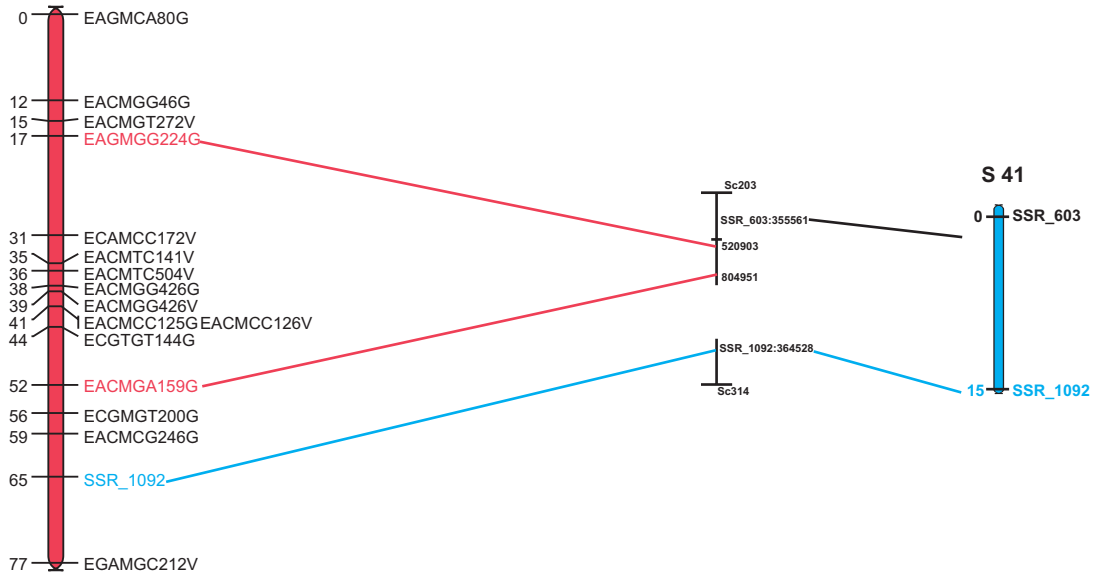 0 EAGMCA80G
12 EACMGG46G
15 EACMGT272V
17 EAGMGG224G
31 ECAMCC172V
35 EACMTC141V
36 EACMTC504V
38 EACMGG426G
39 EACMGG426V
41 EACMCC125G EACMCC126V
44 ECGTGT144G
52 EACMGA159G
56 ECGMGT200G
59 EACMCG246G
65 SSR_1092
77 EGAMGC212V
Sc203
SSR_603:355561
520903
804951
SSR_1092:364528
Sc314
S 41
0 SSR_603
15 SSR_1092